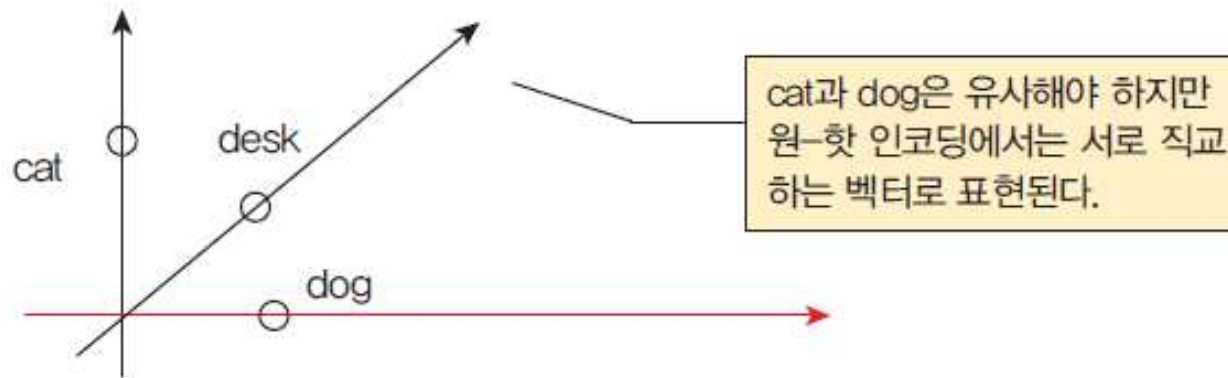 cat
desk
dog
cat과 dog은 유사해야 하지만
원-핫 인코딩에서는 서로 직교
하는 벡터로 표현된다.